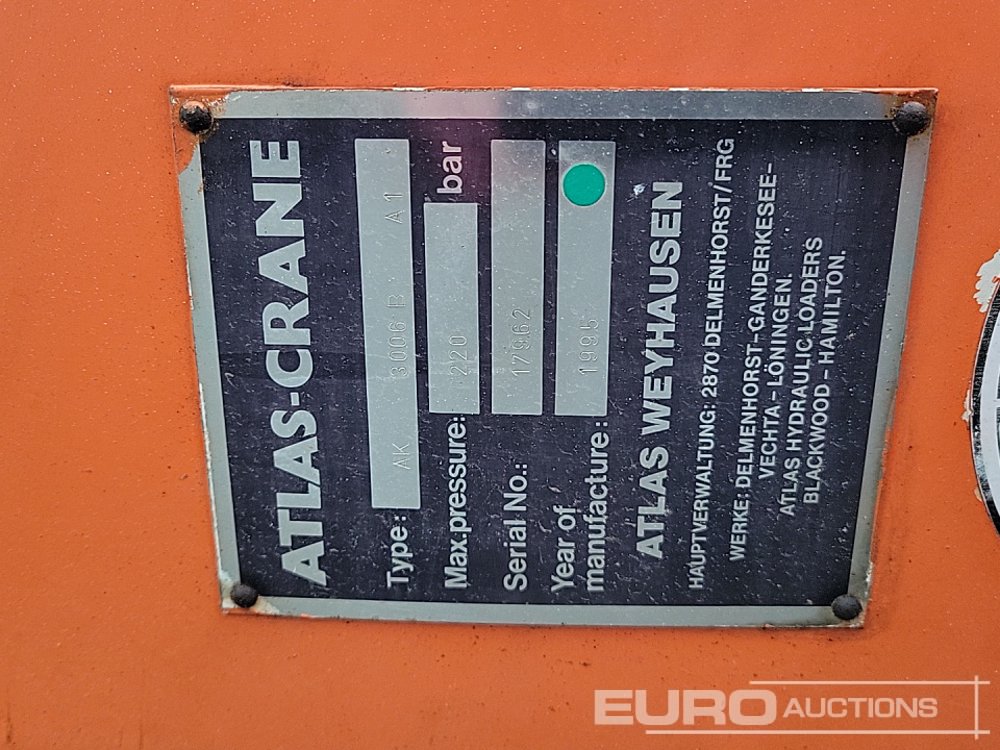 ATLAS-CRANE
Type: AK 3006 B A1
Max.pressure: 220 bar
Serial No.: 17962
Year of
manufacture: 1995
ATLAS WEYHAUSEN
HAUPTVERWALTUNG: 2870 DELMENHORST/FRG
WERKE: DELMENHORST-GANDERKESEE-
VECHTA-LÖNINGEN.
ATLAS HYDRAULIC LOADERS
BLACKWOOD-HAMILTON.
EURO AUCTIONS